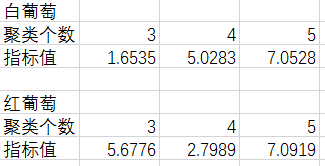 白葡萄
聚类个数 3 4 5
指标值 1.6535 5.0283 7.0528
红葡萄
聚类个数 3 4 5
指标值 5.6776 2.7989 7.0919